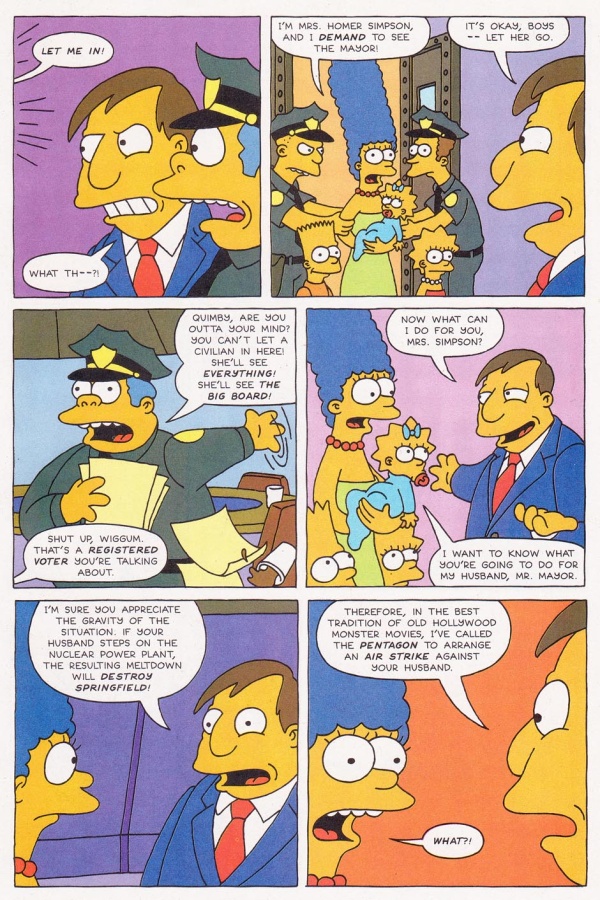 LET ME IN!
WHAT TH--?!
I'M MRS. HOMER SIMPSON,
AND I DEMAND TO SEE
THE MAYOR!
IT'S OKAY, BOYS
-- LET HER GO.
QUIMBY, ARE YOU
OUTTA YOUR MIND?
YOU CAN'T LET A
CIVILIAN IN HERE!
SHE'LL SEE
EVERYTHING!
SHE'LL SEE THE
BIG BOARD!
SHUT UP, WIGGUM.
THAT'S A REGISTERED
VOTER YOU'RE TALKING
ABOUT.
NOW WHAT CAN
I DO FOR YOU,
MRS. SIMPSON?
I WANT TO KNOW WHAT
YOU'RE GOING TO DO FOR
MY HUSBAND, MR. MAYOR.
I'M SURE YOU APPRECIATE
THE GRAVITY OF THE
SITUATION. IF YOUR
HUSBAND STEPS ON THE
NUCLEAR POWER PLANT,
THE RESULTING MELTDOWN
WILL DESTROY
SPRINGFIELD!
THEREFORE, IN THE BEST
TRADITION OF OLD HOLLYWOOD
MONSTER MOVIES, I'VE CALLED
THE PENTAGON TO ARRANGE
AN AIR STRIKE AGAINST
YOUR HUSBAND.
WHAT?!